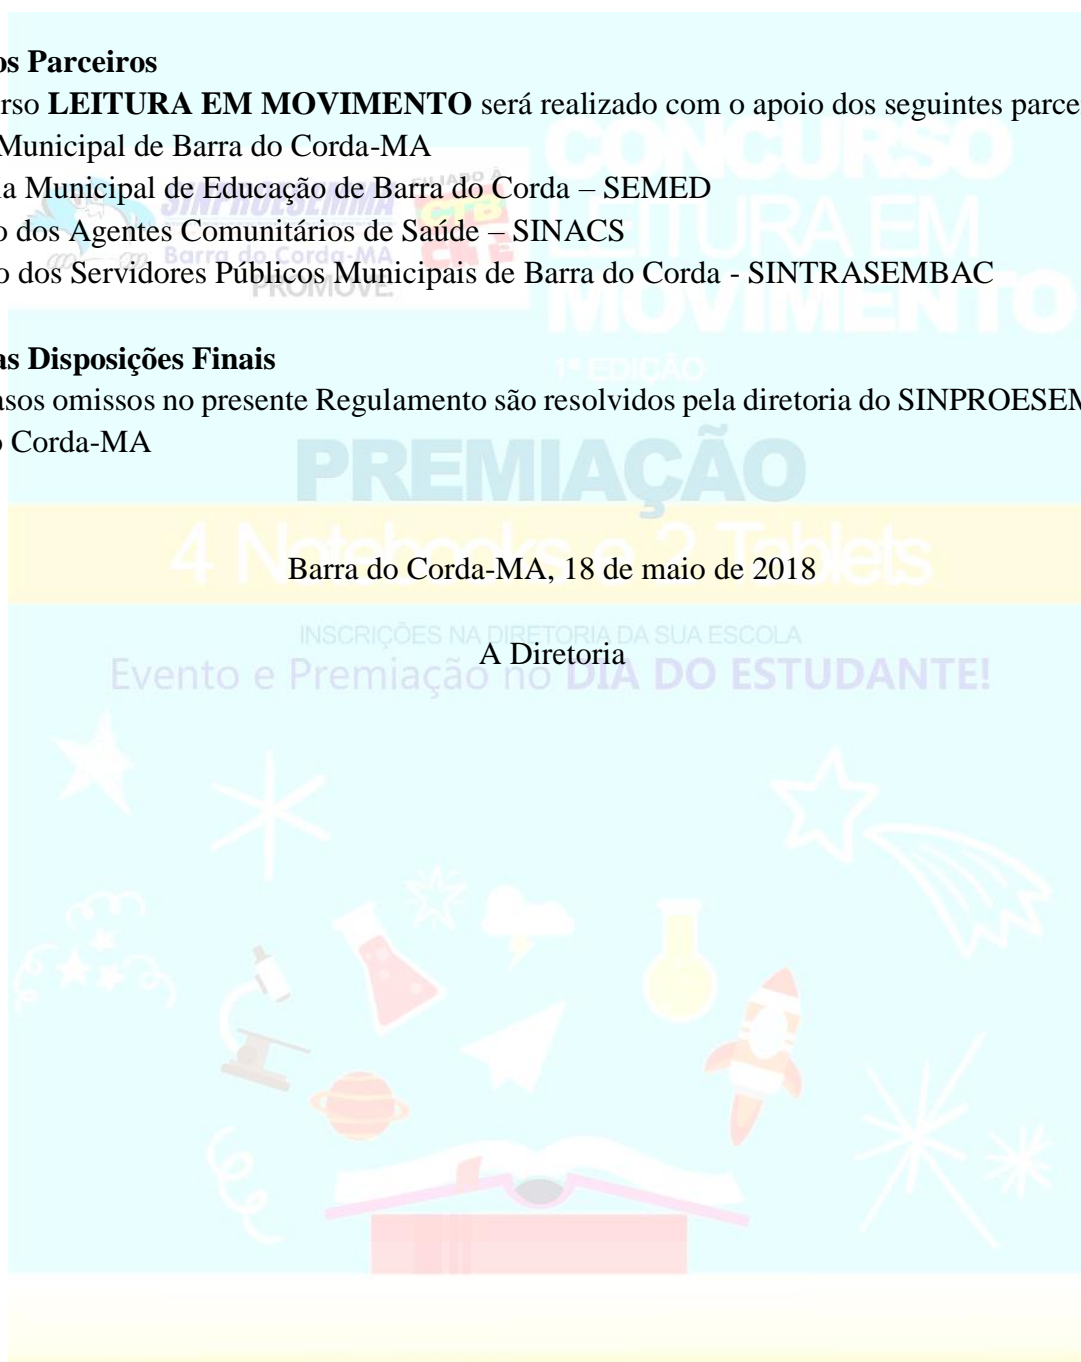 os Parceiros
rso LEITURA EM MOVIMENTO será realizado com o apoio dos seguintes parce
Municipal de Barra do Corda-MA
ia Municipal de Educação de Barra do Corda – SEMED
o dos Agentes Comunitários de Saúde – SINACS
o dos Servidores Públicos Municipais de Barra do Corda - SINTRASEMBAC
FILIADO À
SINPROESEMMA
CTB
Barra do Corda-MA
PROMOVE:
CONCURSO
LEITURA EM
MOVIMENTO
1ª EDIÇÃO
as Disposições Finais
asos omissos no presente Regulamento são resolvidos pela diretoria do SINPROESEM
o Corda-MA
PREMIAÇÃO
4 Notebooks e 2 Tablets
Barra do Corda-MA, 18 de maio de 2018
INSCRIÇÕES NA DIRETORIA DA SUA ESCOLA
A Diretoria
Evento e Premiação no DIA DO ESTUDANTE!